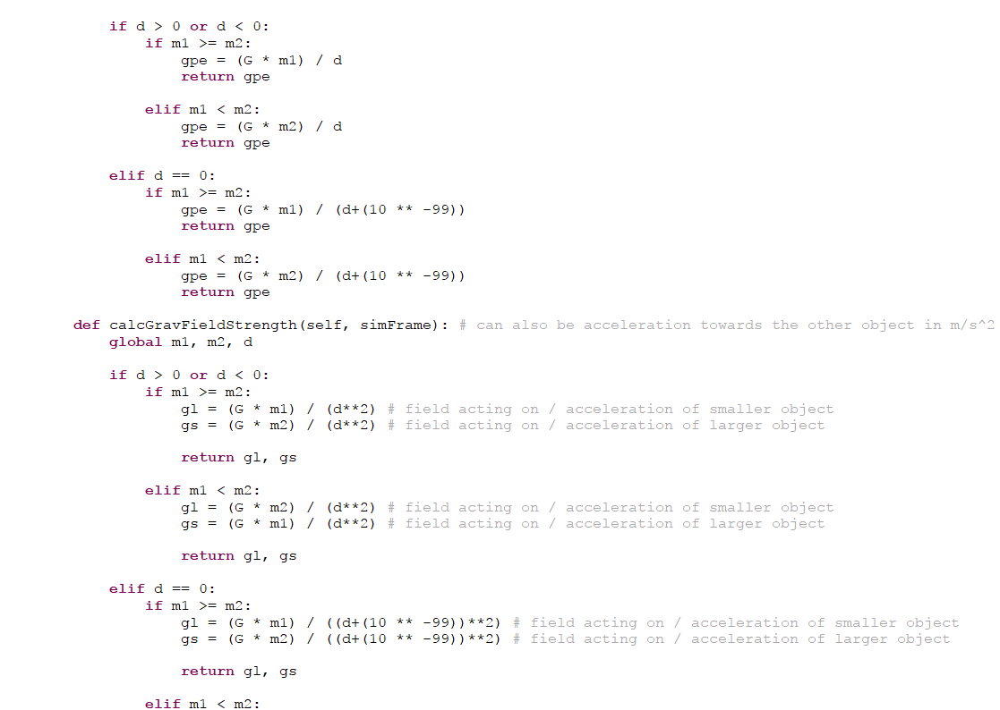 if d > 0 or d < 0:
if m1 >= m2:
gpe = (G * m1) / d
return gpe
elif m1 < m2:
gpe = (G * m2) / d
return gpe
elif d == 0:
if m1 >= m2:
gpe = (G * m1) / (d+(10 ** -99))
return gpe
elif m1 < m2:
gpe = (G * m2) / (d+(10 ** -99))
return gpe
def calcGravFieldStrength(self, simFrame): # can also be acceleration towards the other object in m/s^2
global m1, m2, d
if d > 0 or d < 0:
if m1 >= m2:
gl = (G * m1) / (d**2) # field acting on / acceleration of smaller object
gs = (G * m2) / (d**2) # field acting on / acceleration of larger object
return gl, gs
elif m1 < m2:
gl = (G * m2) / (d**2) # field acting on / acceleration of smaller object
gs = (G * m1) / (d**2) # field acting on / acceleration of larger object
return gl, gs
elif d == 0:
if m1 >= m2:
gl = (G * m1) / ((d+(10 ** -99))**2) # field acting on / acceleration of smaller object
gs = (G * m2) / ((d+(10 ** -99))**2) # field acting on / acceleration of larger object
return gl, gs
elif m1 < m2: